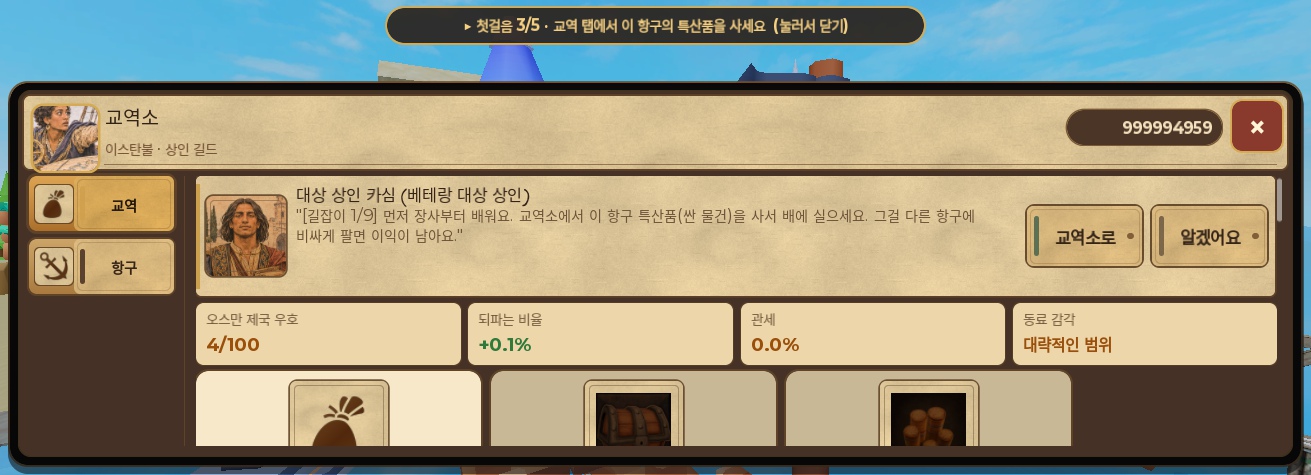 ▸ 첫걸음 3/5 · 교역 탭에서 이 항구의 특산품을 사세요 (눌러서 닫기)
교역소
이스탄불 · 상인 길드
999994959
×
교역
항구
대상 상인 카심 (베테랑 대상 상인)
"[길잡이 1/9] 먼저 장사부터 배워요. 교역소에서 이 항구 특산품(싼 물건)을 사서 배에 실으세요. 그걸 다른 항구에
비싸게 팔면 이익이 남아요."
교역소로
알겠어요
오스만 제국 우호
4/100
되파는 비율
+0.1%
관세
0.0%
동료 감각
대략적인 범위